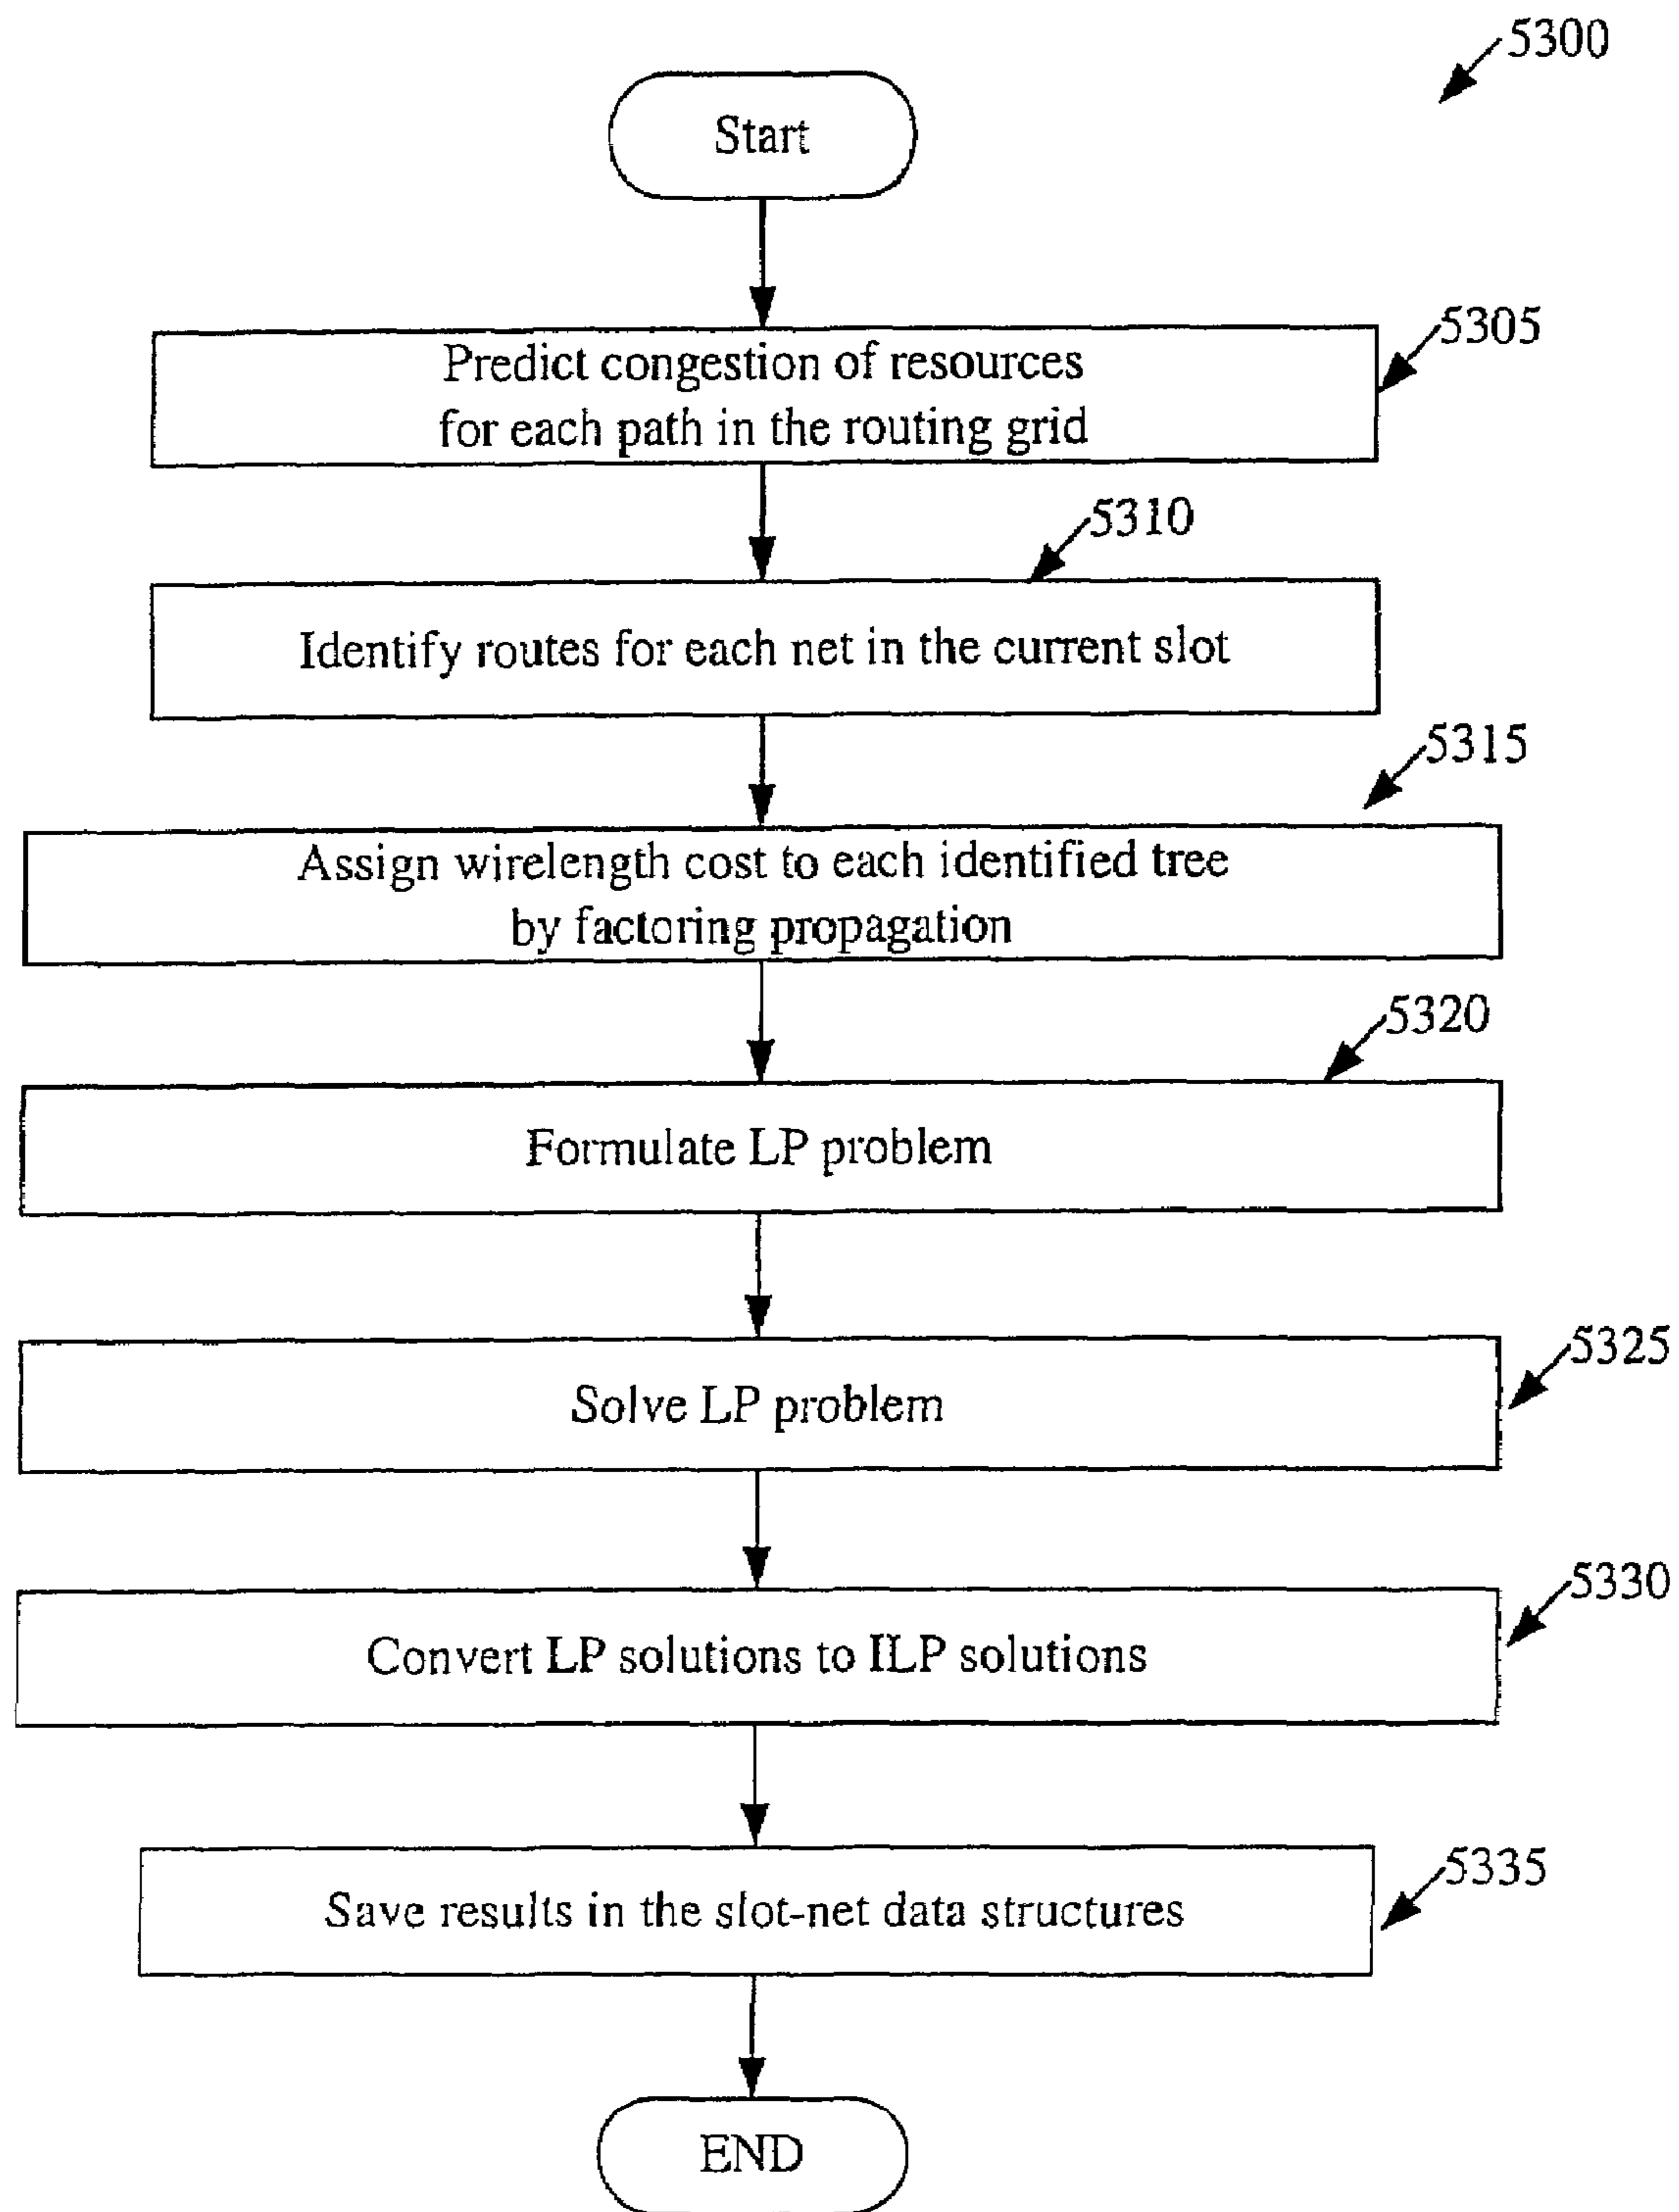 5300
Start
5305
Predict congestion of resources
for each path in the routing grid
5310
Identify routes for each net in the current slot
5315
Assign wirelength cost to each identified tree
by factoring propagation
5320
Formulate LP problem
5325
Solve LP problem
5330
Convert LP solutions to ILP solutions
5335
Save results in the slot-net data structures
END